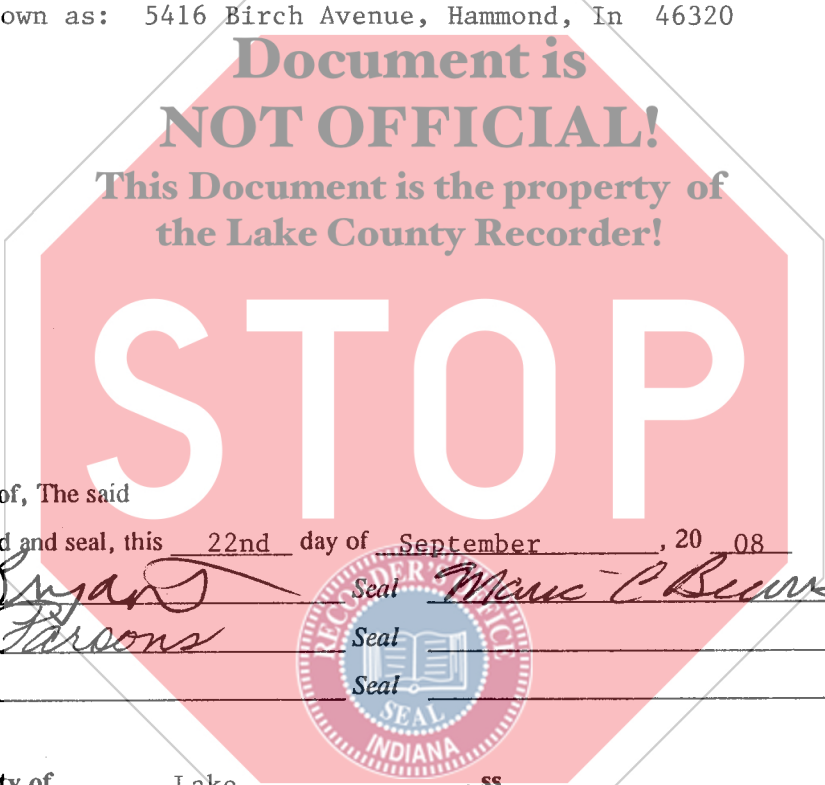 own as: 5416 Birch Avenue, Hammond, In 46320
Document is
NOT OFFICIAL!
This Document is the property of
the Lake County Recorder!
STOP
of, The said
d and seal, this 22nd day of September, 20 08
Seal
Parsons Seal
Seal
RECORDER'S OFFICE
SEAL
INDIANA
ty of Lake, ss